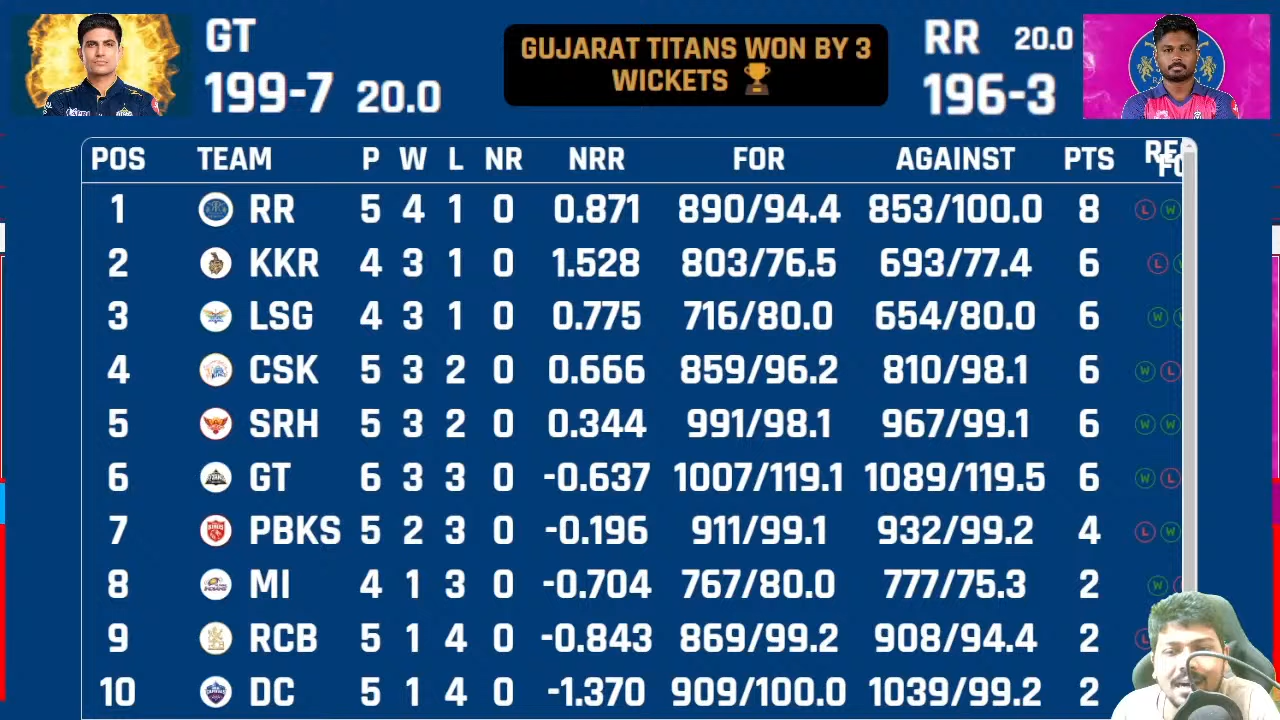 GT
199-7 20.0
GUJARAT TITANS WON BY 3
WICKETS 🏆
RR 20.0
196-3
POS TEAM P W L NR NRR FOR AGAINST PTS
1 RR 5 4 1 0 0.871 890/94.4 853/100.0 8 L W
2 KKR 4 3 1 0 1.528 803/76.5 693/77.4 6 L
3 LSG 4 3 1 0 0.775 716/80.0 654/80.0 6 W
4 CSK 5 3 2 0 0.666 859/96.2 810/98.1 6 W L
5 SRH 5 3 2 0 0.344 991/98.1 967/99.1 6 W W
6 GT 6 3 3 0 -0.637 1007/119.1 1089/119.5 6 W L
7 PBKS 5 2 3 0 -0.196 911/99.1 932/99.2 4 L W
8 MI 4 1 3 0 -0.704 767/80.0 777/75.3 2 W
9 RCB 5 1 4 0 -0.843 869/99.2 908/94.4 2
10 DC 5 1 4 0 -1.370 909/100.0 1039/99.2 2